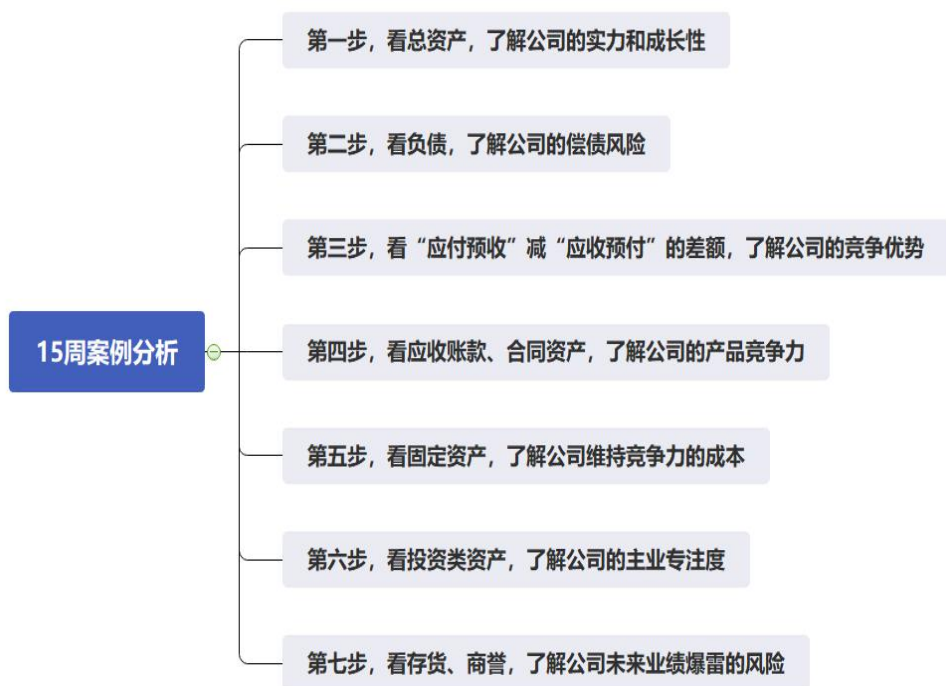 第一步，看总资产，了解公司的实力和成长性
第二步，看负债，了解公司的偿债风险
第三步，看“应付预收”减“应收预付”的差额，了解公司的竞争优势
15周案例分析
第四步，看应收账款、合同资产，了解公司的产品竞争力
第五步，看固定资产，了解公司维持竞争力的成本
第六步，看投资类资产，了解公司的主业专注度
第七步，看存货、商誉，了解公司未来业绩爆雷的风险